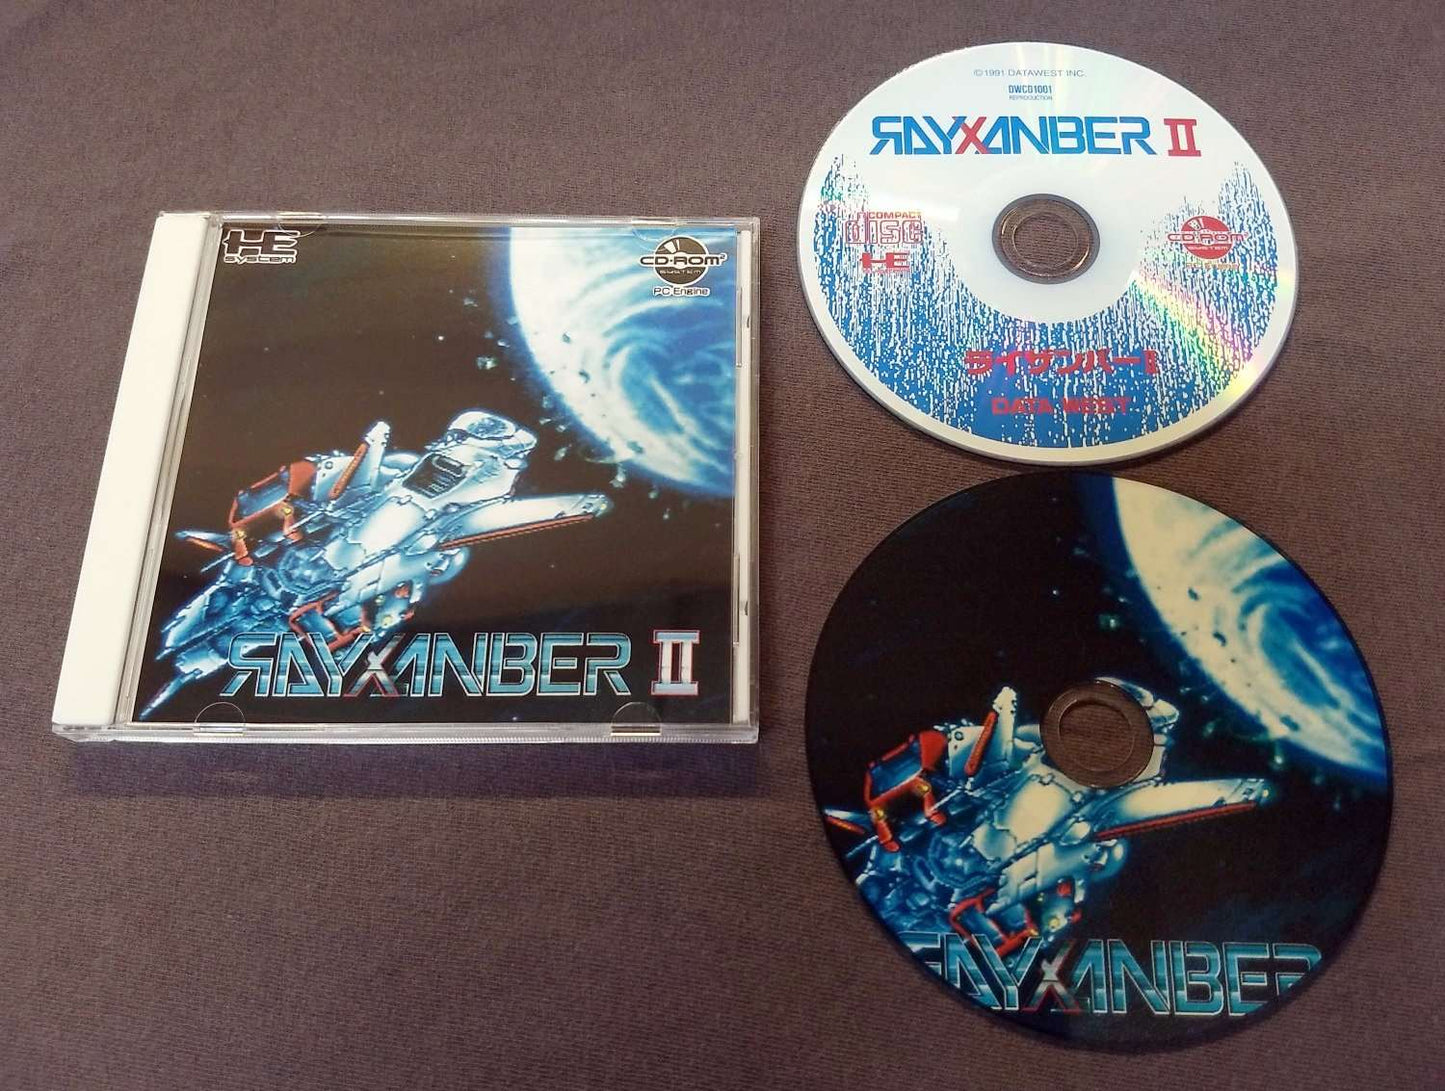 HE
system
CD-ROM²
SYSTEM
PC Engine
RAYXANBER II
©1991 DATAWEST INC.
DWCD1001
REPRODUCTION
RAYXANBER II
COMPACT
disc
HE
CD-ROM
SYSTEM
ライザンバーII
DATA WEST
RAYXANBER